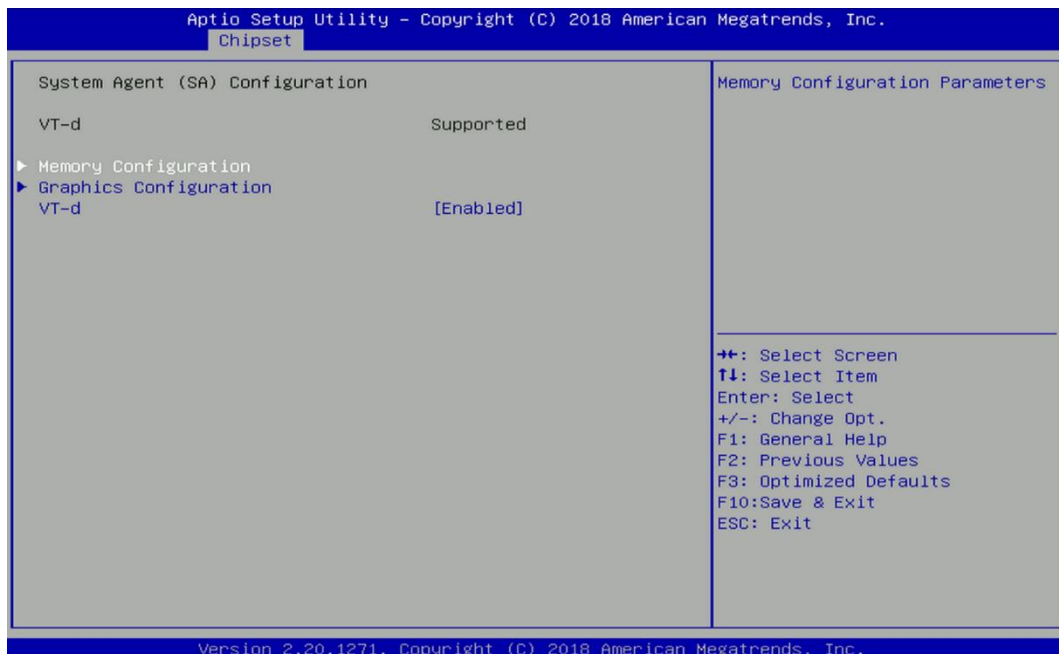 Aptio Setup Utility – Copyright (C) 2018 American Megatrends, Inc.
Chipset
System Agent (SA) Configuration
VT-d Supported
► Memory Configuration
► Graphics Configuration
VT-d [Enabled]
Memory Configuration Parameters
→←: Select Screen
↑↓: Select Item
Enter: Select
+/-: Change Opt.
F1: General Help
F2: Previous Values
F3: Optimized Defaults
F10:Save & Exit
ESC: Exit
Version 2.20.1271. Copyright (C) 2018 American Megatrends, Inc.